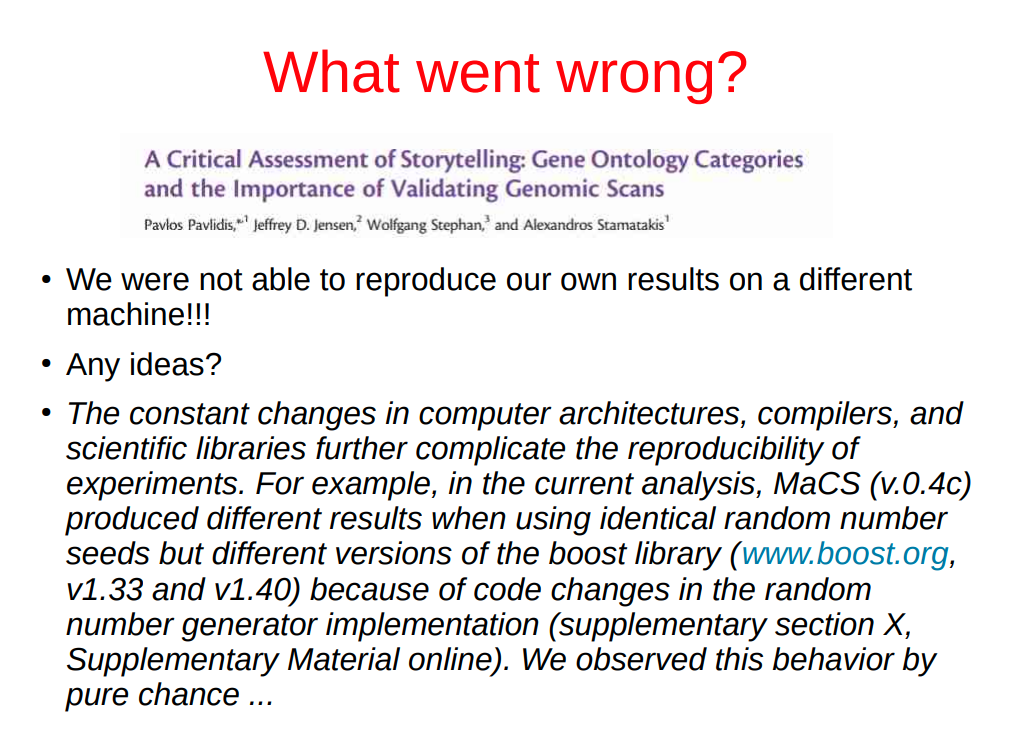 What went wrong?
A Critical Assessment of Storytelling: Gene Ontology Categories
and the Importance of Validating Genomic Scans
Pavlos Pavlidis,*,1 Jeffrey D. Jensen,2 Wolfgang Stephan,3 and Alexandros Stamatakis1
• We were not able to reproduce our own results on a different
machine!!!
• Any ideas?
• The constant changes in computer architectures, compilers, and
scientific libraries further complicate the reproducibility of
experiments. For example, in the current analysis, MaCS (v.0.4c)
produced different results when using identical random number
seeds but different versions of the boost library (www.boost.org,
v1.33 and v1.40) because of code changes in the random
number generator implementation (supplementary section X,
Supplementary Material online). We observed this behavior by
pure chance ...